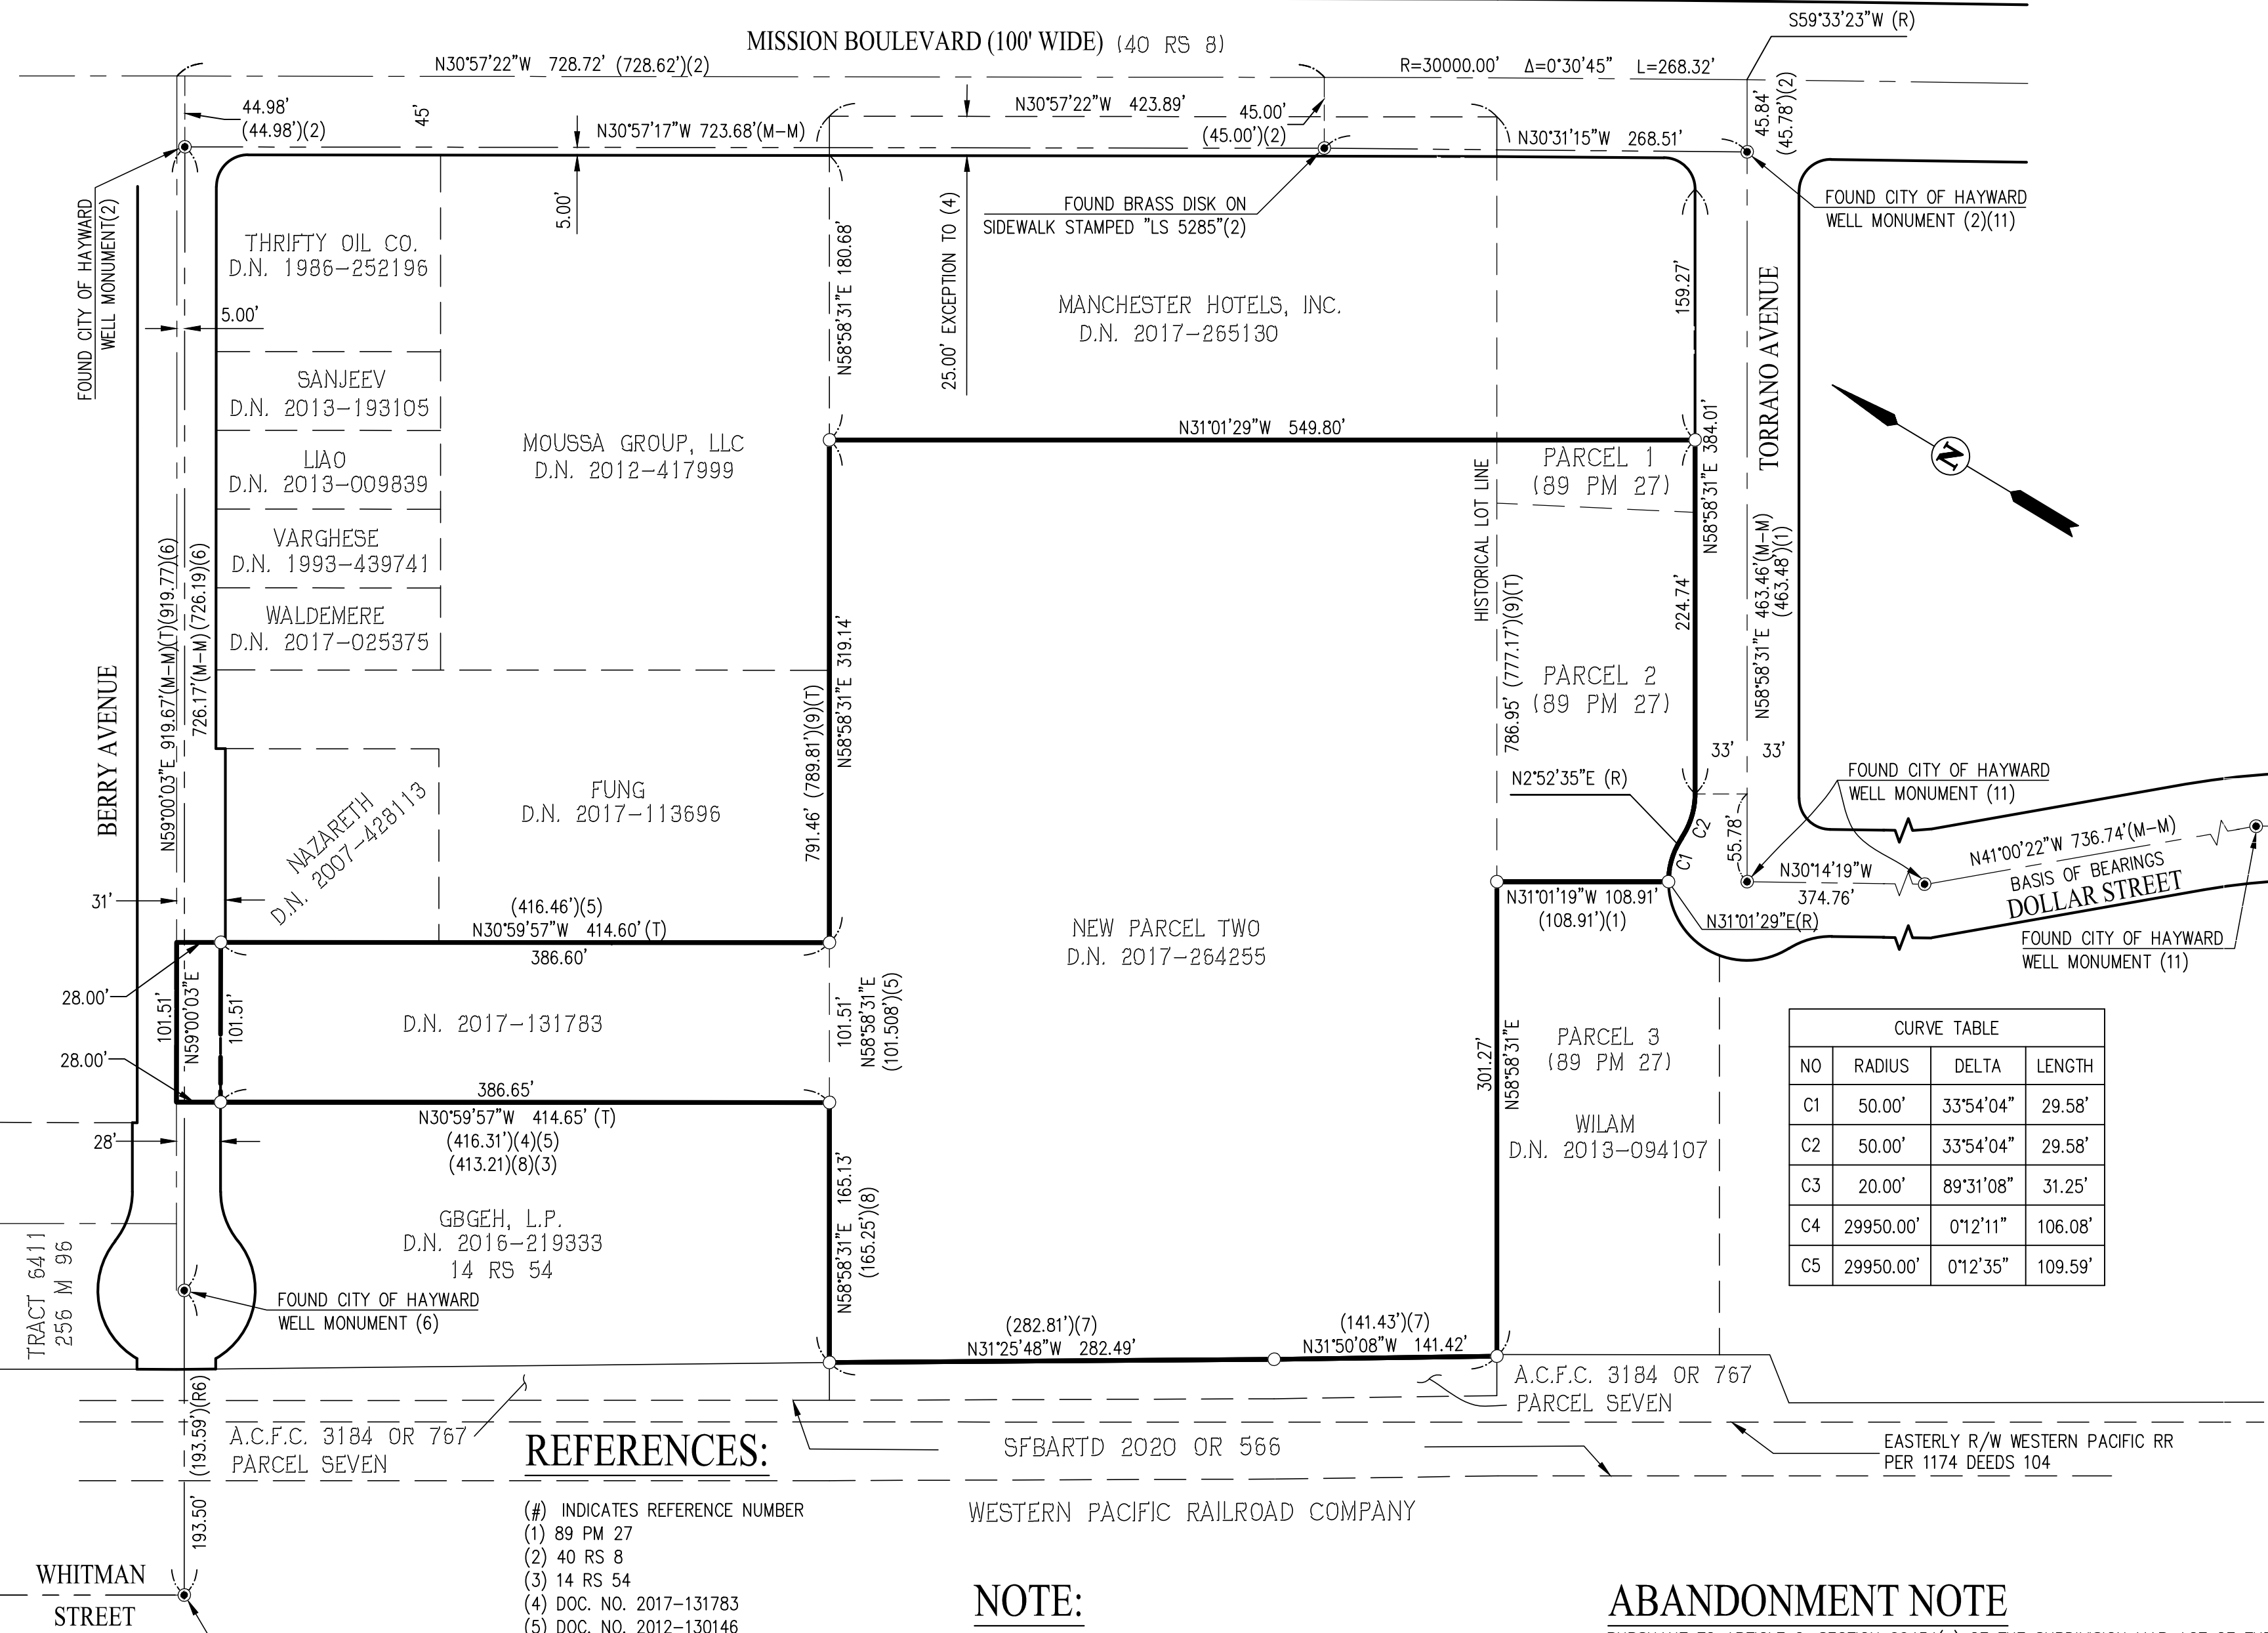 S59°33'23"W (R)
MISSION BOULEVARD (100' WIDE) (40 RS 8)
N30°57'22"W 728.72' (728.62')(2)
R=30000.00' Δ=0°30'45" L=268.32'
44.98'
(44.98')(2)
45'
N30°57'17"W 723.68'(M-M)
N30°57'22"W 423.89'
45.00'
(45.00')(2)
N30°31'15"W 268.51'
45.84'
(45.78')(2)
FOUND CITY OF HAYWARD
WELL MONUMENT(2)
5.00'
25.00' EXCEPTION TO (4)
FOUND BRASS DISK ON
SIDEWALK STAMPED "LS 5285"(2)
FOUND CITY OF HAYWARD
WELL MONUMENT (2)(11)
THRIFTY OIL CO.
D.N. 1986-252196
5.00'
N58°58'31"E 180.68'
MANCHESTER HOTELS, INC.
D.N. 2017-265130
159.27'
TORRANO AVENUE
SANJEEV
D.N. 2013-193105
LIAO
D.N. 2013-009839
VARGHESE
D.N. 1993-439741
WALDEMERE
D.N. 2017-025375
MOUSSA GROUP, LLC
D.N. 2012-417999
N31°01'29"W 549.80'
PARCEL 1
(89 PM 27)
HISTORICAL LOT LINE
N58°58'31"E 384.01'
N
N58°58'31"E 463.46'(M-M)
(463.48')(1)
224.74'
PARCEL 2
(89 PM 27)
786.95' (777.17')(9)(T)
BERRY AVENUE
N59°00'03"E 919.67'(M-M)(T)(919.77)(6)
726.17'(M-M)(726.19)(6)
791.46' (789.81')(9)(T)
N58°58'31"E 319.14'
33' 33'
N2°52'35"E (R)
FOUND CITY OF HAYWARD
WELL MONUMENT (11)
NAZARETH
D.N. 2007-428113
FUNG
D.N. 2017-113696
C1
C2
55.78'
N41°00'22"W 736.74'(M-M)
BASIS OF BEARINGS
DOLLAR STREET
N30°14'19"W
374.76'
31'
(416.46')(5)
N30°59'57"W 414.60' (T)
386.60'
NEW PARCEL TWO
D.N. 2017-264255
N31°01'19"W 108.91'
(108.91')(1)
N31°01'29"E(R)
FOUND CITY OF HAYWARD
WELL MONUMENT (11)
28.00'
101.51'
N59°00'03"E
101.51'
D.N. 2017-131783
101.51'
N58°58'31"E
(101.508')(5)
28.00'
386.65'
N30°59'57"W 414.65' (T)
(416.31')(4)(5)
(413.21)(8)(3)
28'
301.27'
N58°58'31"E
PARCEL 3
(89 PM 27)
WILAM
D.N. 2013-094107
CURVE TABLE
NO RADIUS DELTA LENGTH
C1 50.00' 33°54'04" 29.58'
C2 50.00' 33°54'04" 29.58'
C3 20.00' 89°31'08" 31.25'
C4 29950.00' 0°12'11" 106.08'
C5 29950.00' 0°12'35" 109.59'
N58°58'31"E 165.13'
(165.25')(8)
GBGEH, L.P.
D.N. 2016-219333
14 RS 54
TRACT 6411
256 M 96
FOUND CITY OF HAYWARD
WELL MONUMENT (6)
(282.81')(7)
N31°25'48"W 282.49'
(141.43')(7)
N31°50'08"W 141.42'
A.C.F.C. 3184 OR 767
PARCEL SEVEN
(193.59')(R6)
193.50'
A.C.F.C. 3184 OR 767
PARCEL SEVEN
SFBARTD 2020 OR 566
EASTERLY R/W WESTERN PACIFIC RR
PER 1174 DEEDS 104
WESTERN PACIFIC RAILROAD COMPANY
WHITMAN
STREET
REFERENCES:
(#) INDICATES REFERENCE NUMBER
(1) 89 PM 27
(2) 40 RS 8
(3) 14 RS 54
(4) DOC. NO. 2017-131783
(5) DOC. NO. 2012-130146
NOTE:
ABANDONMENT NOTE